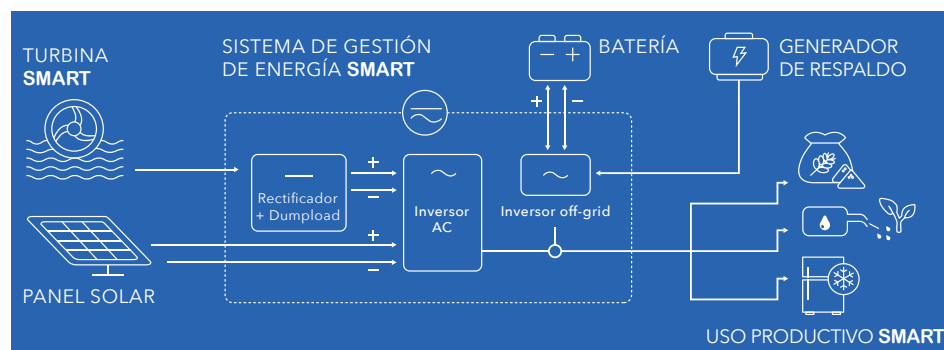 TURBINA
SMART
SISTEMA DE GESTIÓN
DE ENERGÍA SMART
BATERÍA
GENERADOR
DE RESPALDO
Rectificador
+ Dumpload
Inversor
AC
Inversor off-grid
PANEL SOLAR
USO PRODUCTIVO SMART